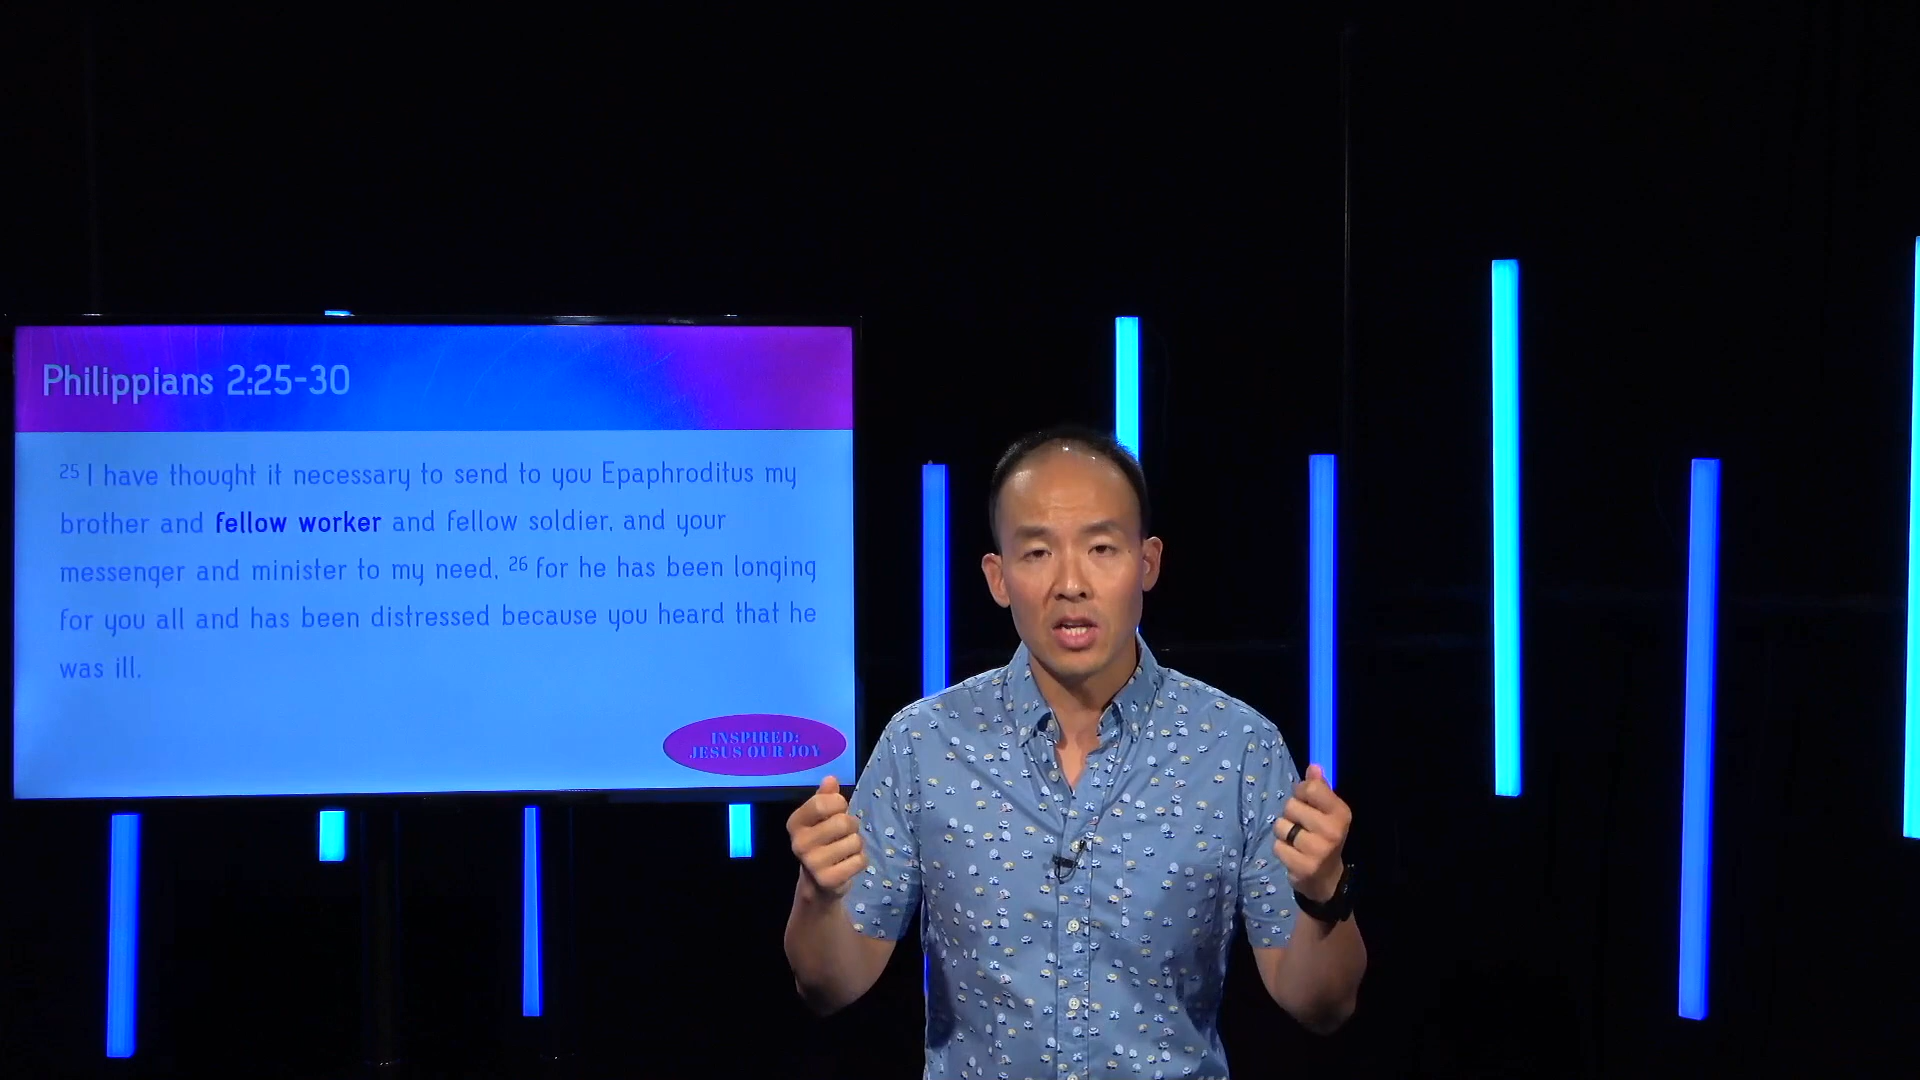 Philippians 2:25-30
25 I have thought it necessary to send to you Epaphroditus my
brother and fellow worker and fellow soldier, and your
messenger and minister to my need, 26 for he has been longing
for you all and has been distressed because you heard that he
was ill.
INSPIRED:
JESUS OUR JOY